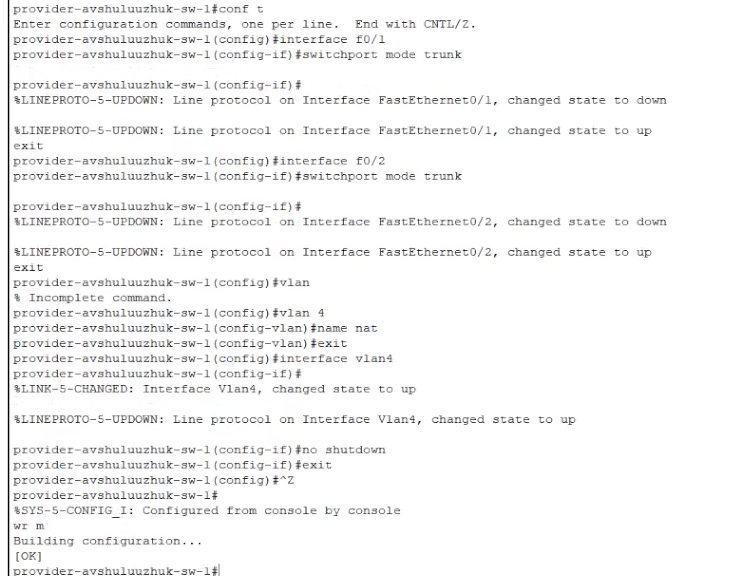 provider-avshuluuzhuk-sw-1#conf t
Enter configuration commands, one per line.  End with CNTL/Z.
provider-avshuluuzhuk-sw-1(config)#interface f0/1
provider-avshuluuzhuk-sw-1(config-if)#switchport mode trunk
provider-avshuluuzhuk-sw-1(config-if)#
%LINEPROTO-5-UPDOWN: Line protocol on Interface FastEthernet0/1, changed state to down
%LINEPROTO-5-UPDOWN: Line protocol on Interface FastEthernet0/1, changed state to up
exit
provider-avshuluuzhuk-sw-1(config)#interface f0/2
provider-avshuluuzhuk-sw-1(config-if)#switchport mode trunk
provider-avshuluuzhuk-sw-1(config-if)#
%LINEPROTO-5-UPDOWN: Line protocol on Interface FastEthernet0/2, changed state to down
%LINEPROTO-5-UPDOWN: Line protocol on Interface FastEthernet0/2, changed state to up
exit
provider-avshuluuzhuk-sw-1(config)#vlan
% Incomplete command.
provider-avshuluuzhuk-sw-1(config)#vlan 4
provider-avshuluuzhuk-sw-1(config-vlan)#name nat
provider-avshuluuzhuk-sw-1(config-vlan)#exit
provider-avshuluuzhuk-sw-1(config)#interface vlan4
provider-avshuluuzhuk-sw-1(config-if)#
%LINK-5-CHANGED: Interface Vlan4, changed state to up
%LINEPROTO-5-UPDOWN: Line protocol on Interface Vlan4, changed state to up
provider-avshuluuzhuk-sw-1(config-if)#no shutdown
provider-avshuluuzhuk-sw-1(config-if)#exit
provider-avshuluuzhuk-sw-1(config)#^Z
provider-avshuluuzhuk-sw-1#
%SYS-5-CONFIG_I: Configured from console by console
wr m
Building configuration...
[OK]
provider-avshuluuzhuk-sw-1#